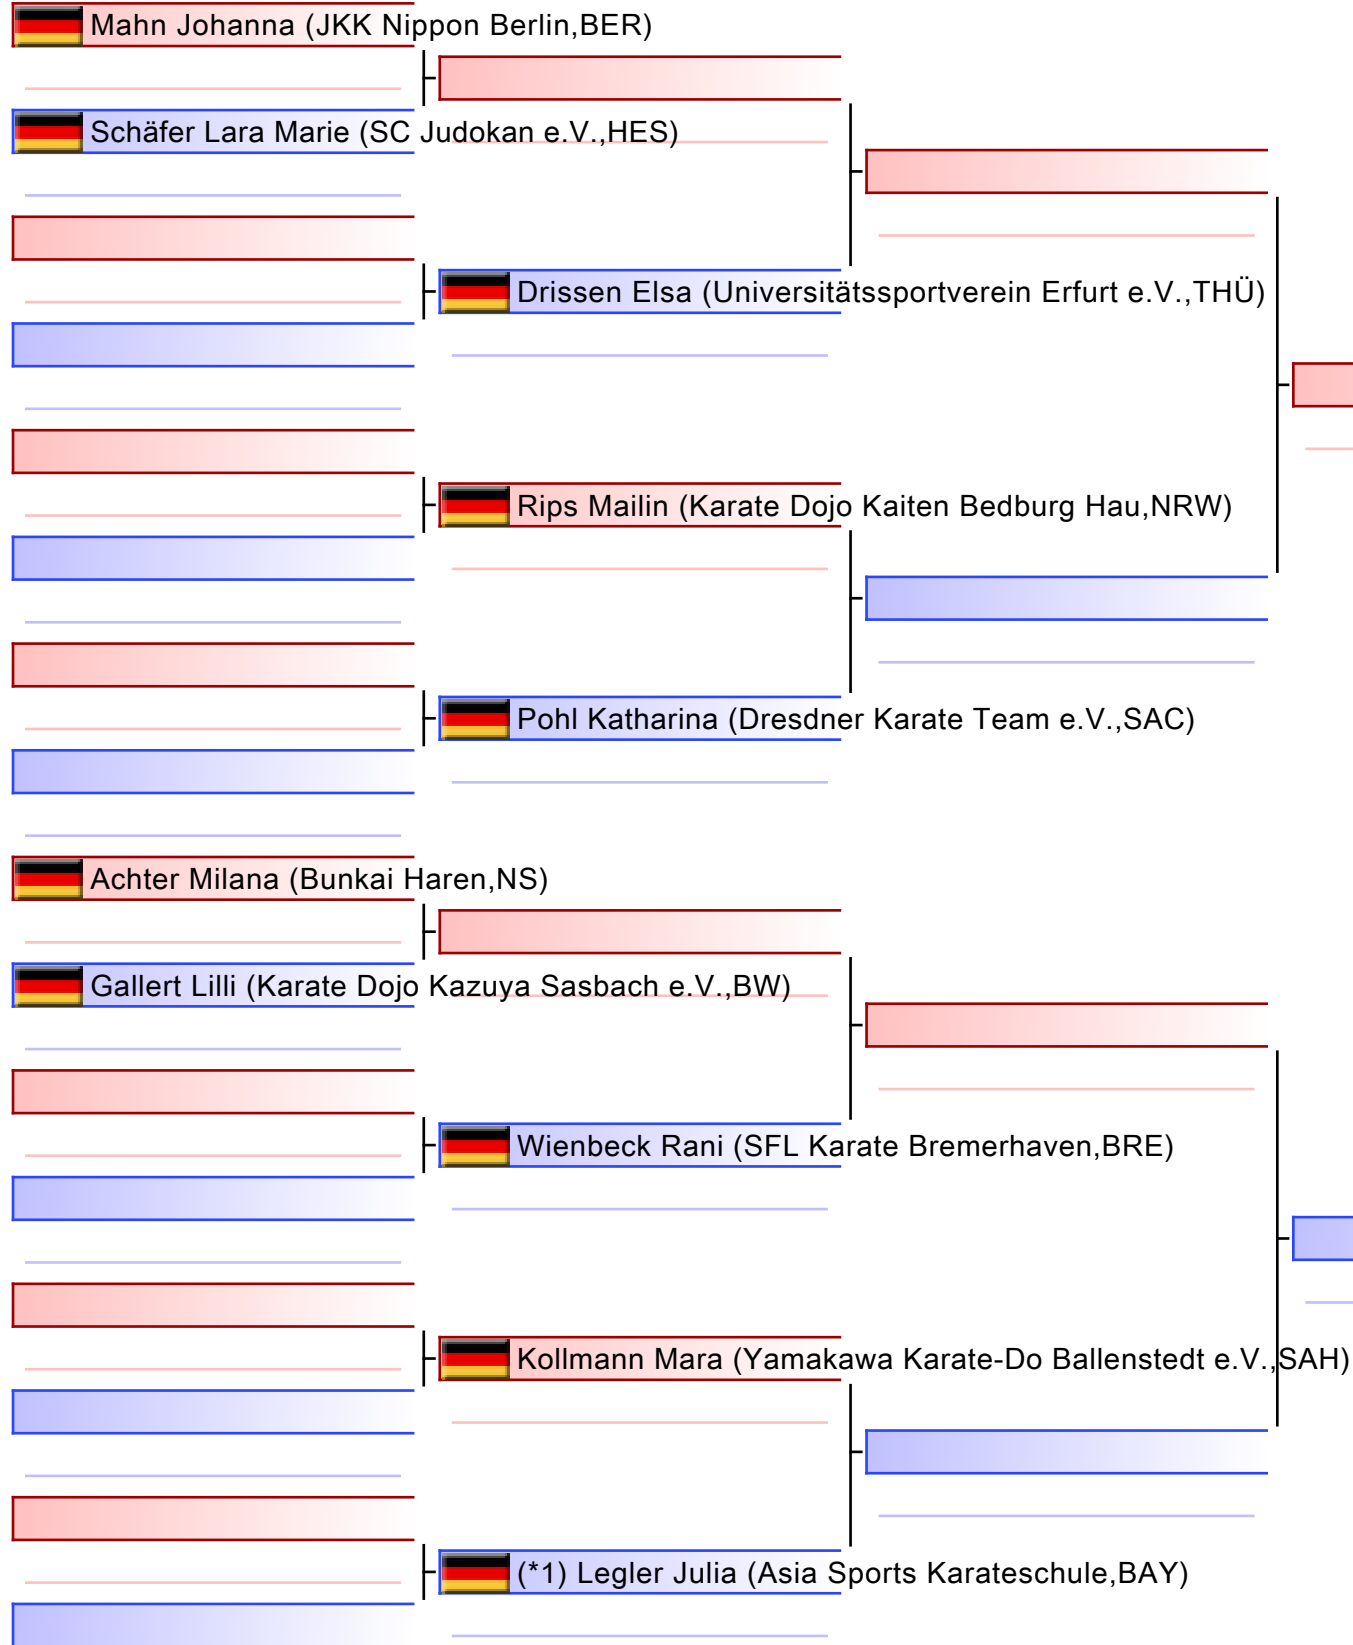 Mahn Johanna (JKK Nippon Berlin,BER)
Schäfer Lara Marie (SC Judokan e.V.,HES)
Drissen Elsa (Universitätssportverein Erfurt e.V.,THÜ)
Rips Mailin (Karate Dojo Kaiten Bedburg Hau,NRW)
Pohl Katharina (Dresdner Karate Team e.V.,SAC)
Achter Milana (Bunkai Haren,NS)
Gallert Lilli (Karate Dojo Kazuya Sasbach e.V.,BW)
Wienbeck Rani (SFL Karate Bremerhaven,BRE)
Kollmann Mara (Yamakawa Karate-Do Ballenstedt e.V.,SAH)
(*1) Legler Julia (Asia Sports Karateschule,BAY)